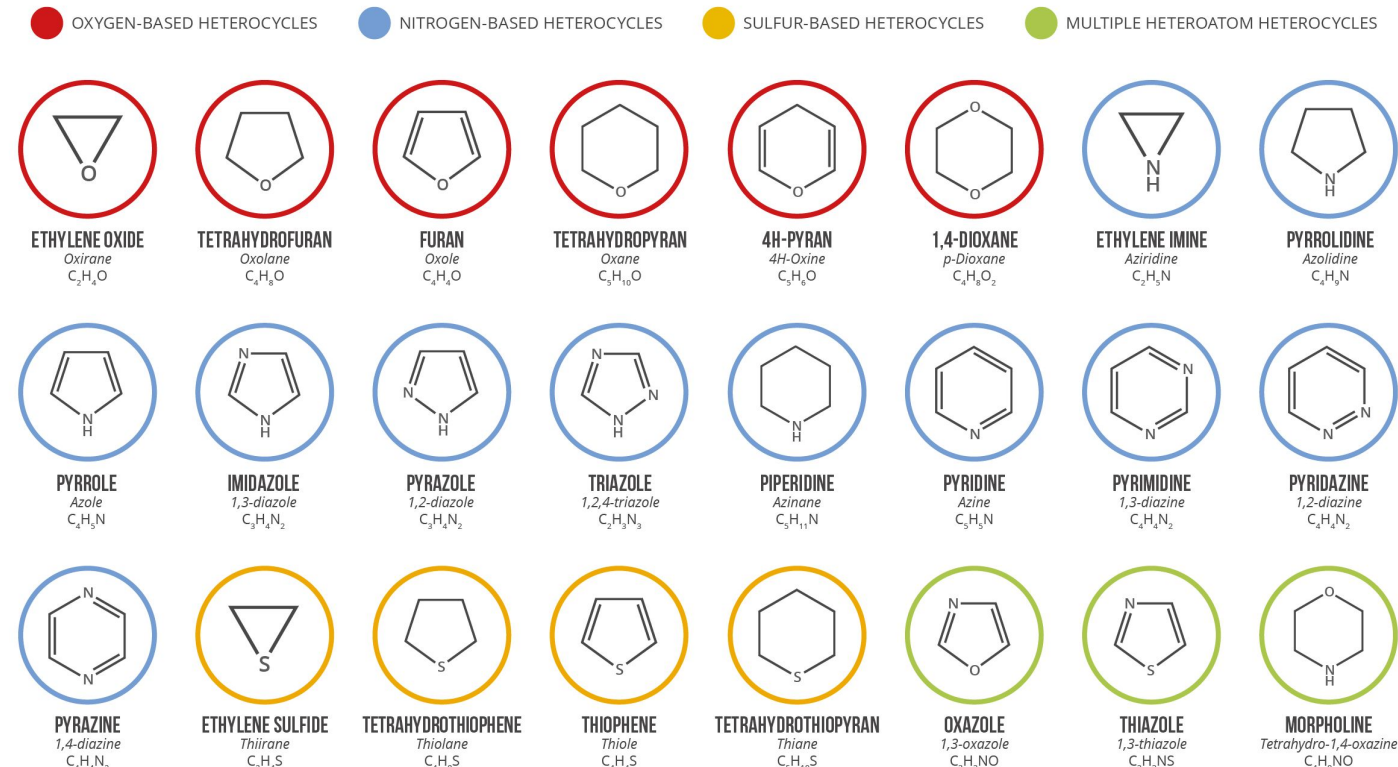 OXYGEN-BASED HETEROCYCLES
NITROGEN-BASED HETEROCYCLES
SULFUR-BASED HETEROCYCLES
MULTIPLE HETEROATOM HETEROCYCLES
O
ETHYLENE OXIDE
Oxirane
C₂H₄O
O
TETRAHYDROFURAN
Oxolane
C₄H₈O
O
FURAN
Oxole
C₄H₄O
O
TETRAHYDROPYRAN
Oxane
C₅H₁₀O
O
4H-PYRAN
4H-Oxine
C₅H₆O
O
O
1,4-DIOXANE
p-Dioxane
C₄H₈O₂
N
H
ETHYLENE IMINE
Aziridine
C₂H₅N
N
H
PYRROLIDINE
Azolidine
C₄H₉N
N
H
PYRROLE
Azole
C₄H₅N
N
N
H
IMIDAZOLE
1,3-diazole
C₃H₄N₂
N
N
H
PYRAZOLE
1,2-diazole
C₃H₄N₂
N
N
N
H
TRIAZOLE
1,2,4-triazole
C₂H₃N₃
N
H
PIPERIDINE
Azinane
C₅H₁₁N
N
PYRIDINE
Azine
C₅H₅N
N
N
PYRIMIDINE
1,3-diazine
C₄H₄N₂
N
N
PYRIDAZINE
1,2-diazine
C₄H₄N₂
N
N
PYRAZINE
1,4-diazine
S
ETHYLENE SULFIDE
Thiirane
S
TETRAHYDROTHIOPHENE
Thiolane
S
THIOPHENE
Thiole
S
TETRAHYDROTHIOPYRAN
Thiane
N
O
OXAZOLE
1,3-oxazole
N
S
THIAZOLE
1,3-thiazole
O
N
H
MORPHOLINE
Tetrahydro-1,4-oxazine